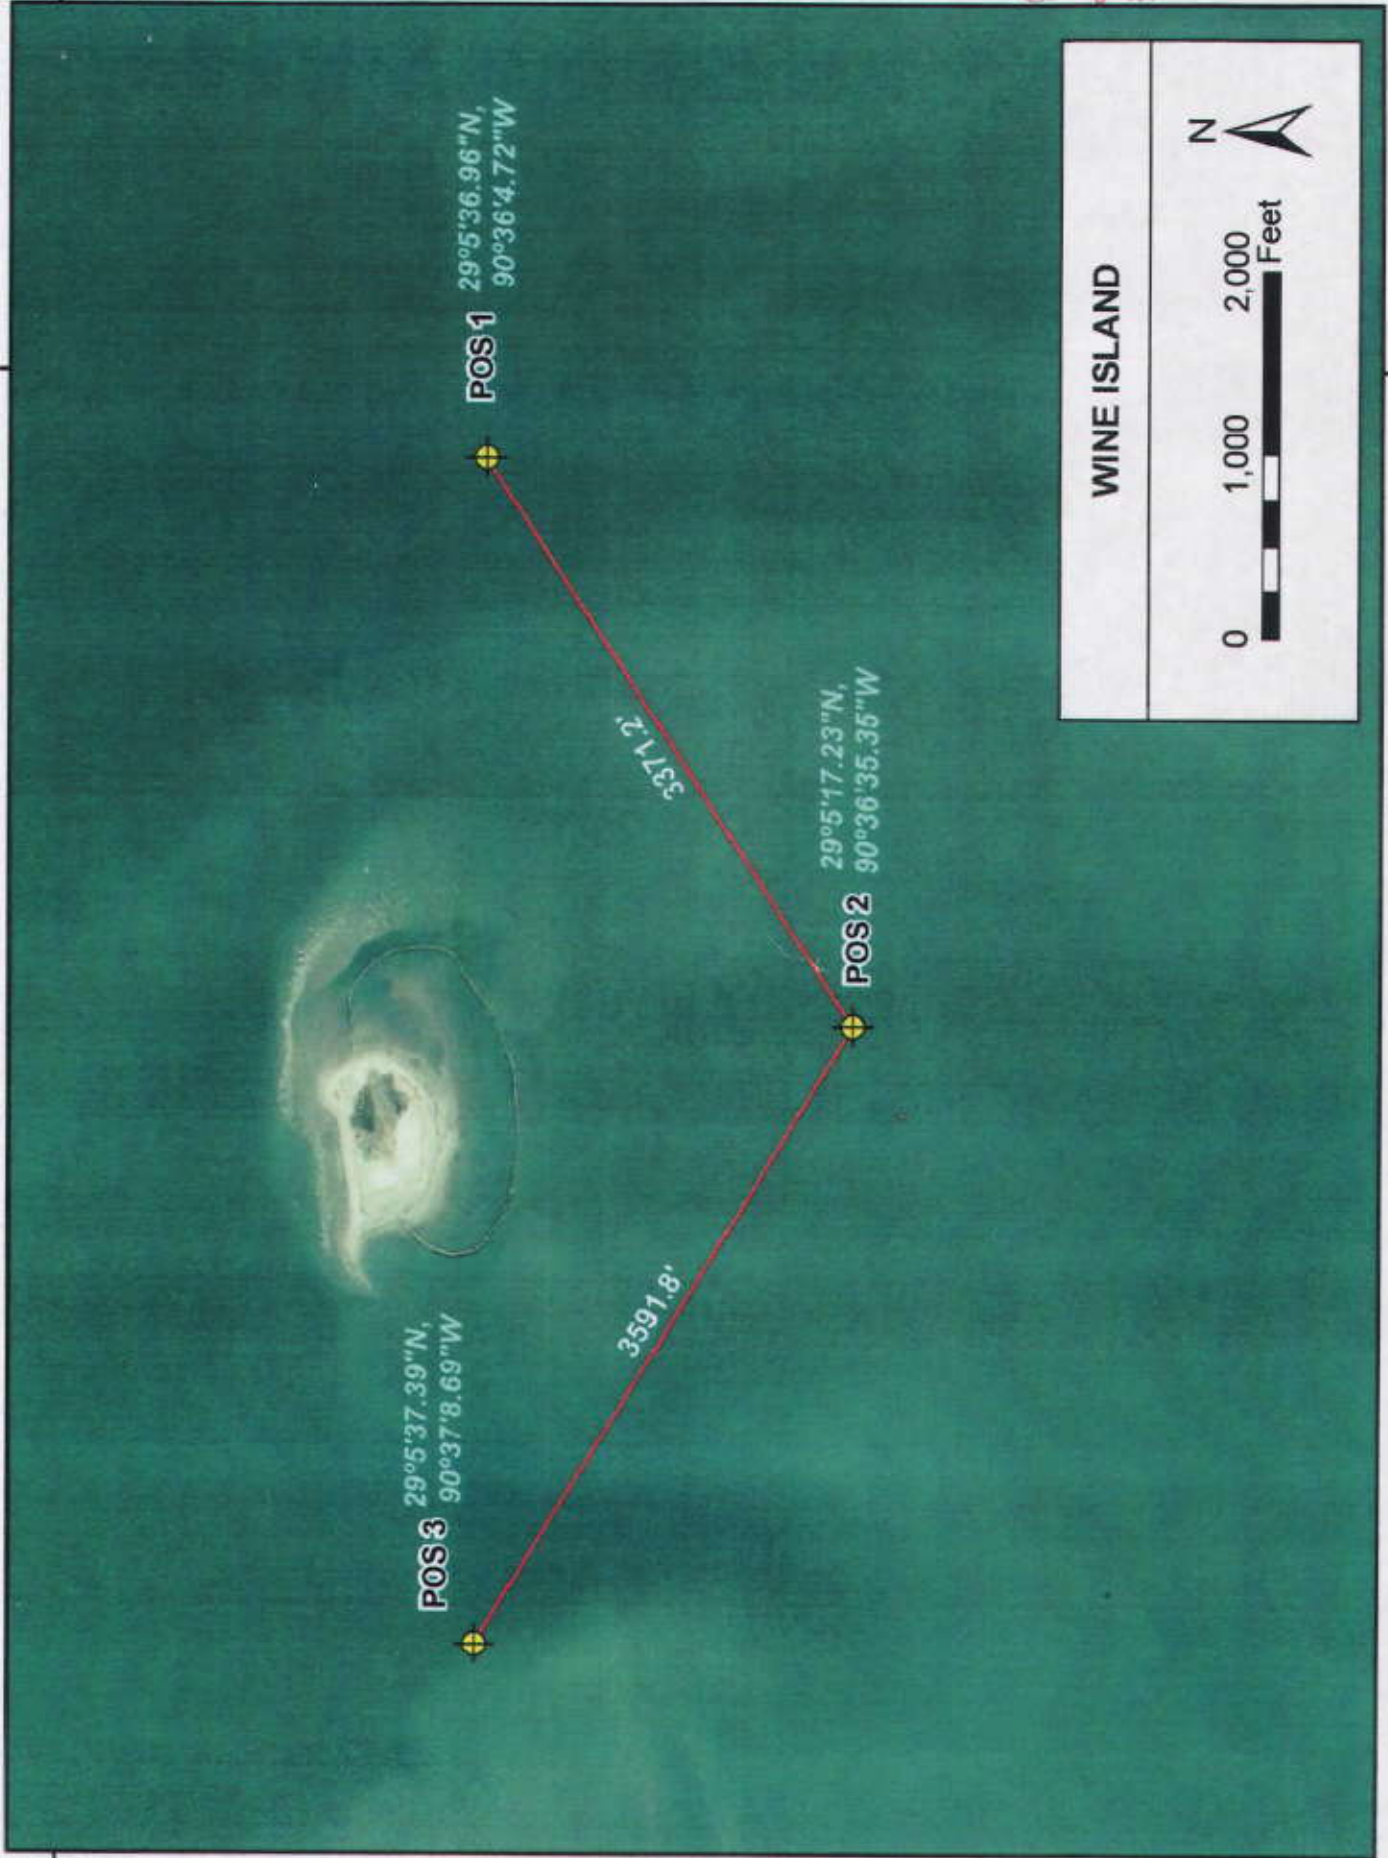 POS 3
29°5'37.39"N,
90°37'8.69"W
POS 1
29°5'36.96"N,
90°36'4.72"W
3591.8'
3371.2'
POS 2
29°5'17.23"N,
90°36'35.35"W
WINE ISLAND
0 1,000 2,000
Feet
N